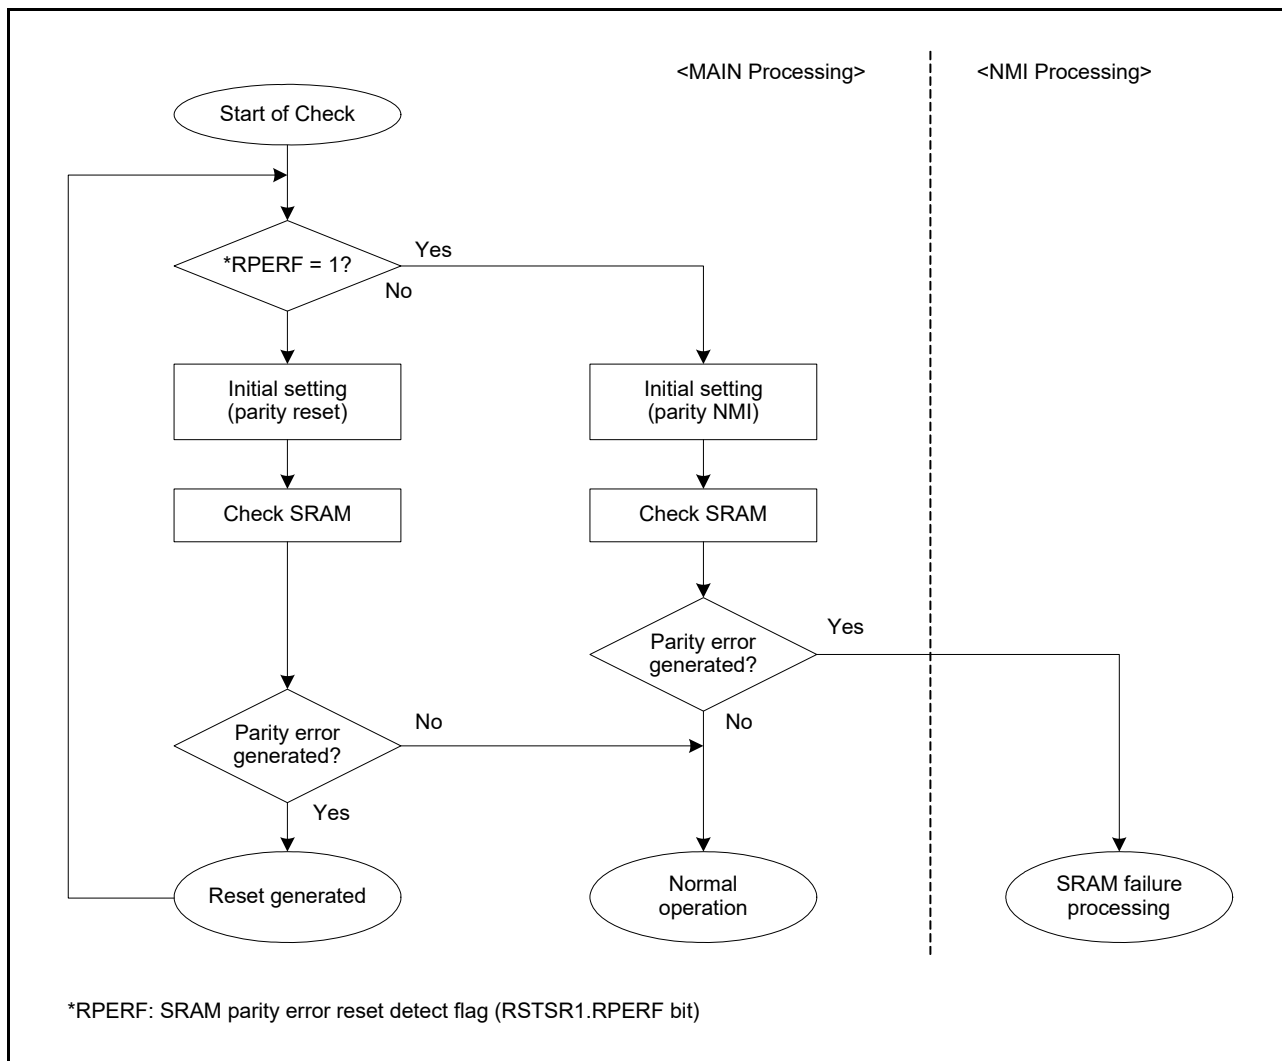 <MAIN Processing>
<NMI Processing>
Start of Check
*RPERF = 1?
Yes
No
Initial setting
(parity reset)
Initial setting
(parity NMI)
Check SRAM
Check SRAM
Parity error
generated?
Yes
No
Parity error
generated?
No
Yes
Reset generated
Normal
operation
SRAM failure
processing
*RPERF: SRAM parity error reset detect flag (RSTSR1.RPERF bit)